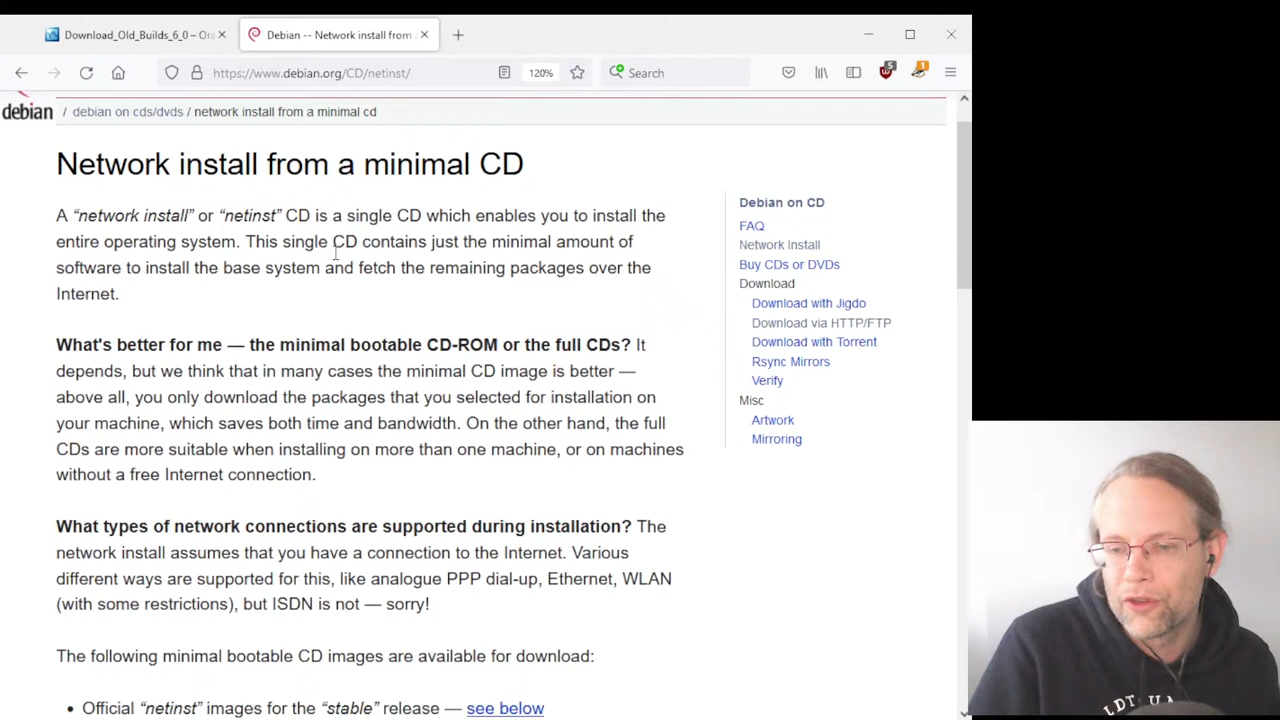 Download_Old_Builds_6_0 – Ora
Debian -- Network install from a
https://www.debian.org/CD/netinst/
120%
Search
5
1
debian / debian on cds/dvds / network install from a minimal cd
Network install from a minimal CD
A “network install” or “netinst” CD is a single CD which enables you to install the
entire operating system. This single CD contains just the minimal amount of
software to install the base system and fetch the remaining packages over the
Internet.
What's better for me — the minimal bootable CD-ROM or the full CDs? It
depends, but we think that in many cases the minimal CD image is better —
above all, you only download the packages that you selected for installation on
your machine, which saves both time and bandwidth. On the other hand, the full
CDs are more suitable when installing on more than one machine, or on machines
without a free Internet connection.
What types of network connections are supported during installation? The
network install assumes that you have a connection to the Internet. Various
different ways are supported for this, like analogue PPP dial-up, Ethernet, WLAN
(with some restrictions), but ISDN is not — sorry!
The following minimal bootable CD images are available for download:
• Official “netinst” images for the “stable” release — see below
Debian on CD
FAQ
Network Install
Buy CDs or DVDs
Download
Download with Jigdo
Download via HTTP/FTP
Download with Torrent
Rsync Mirrors
Verify
Misc
Artwork
Mirroring